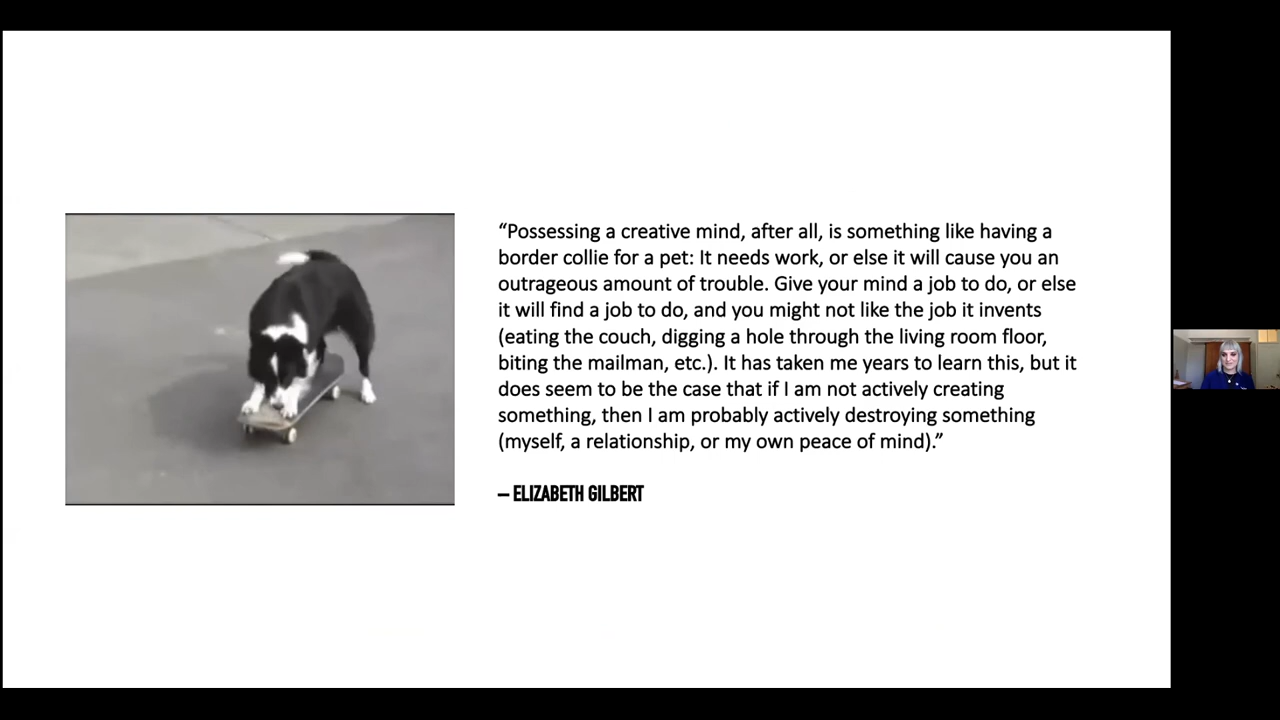 “Possessing a creative mind, after all, is something like having a
border collie for a pet: It needs work, or else it will cause you an
outrageous amount of trouble. Give your mind a job to do, or else
it will find a job to do, and you might not like the job it invents
(eating the couch, digging a hole through the living room floor,
biting the mailman, etc.). It has taken me years to learn this, but it
does seem to be the case that if I am not actively creating
something, then I am probably actively destroying something
(myself, a relationship, or my own peace of mind).”
– ELIZABETH GILBERT